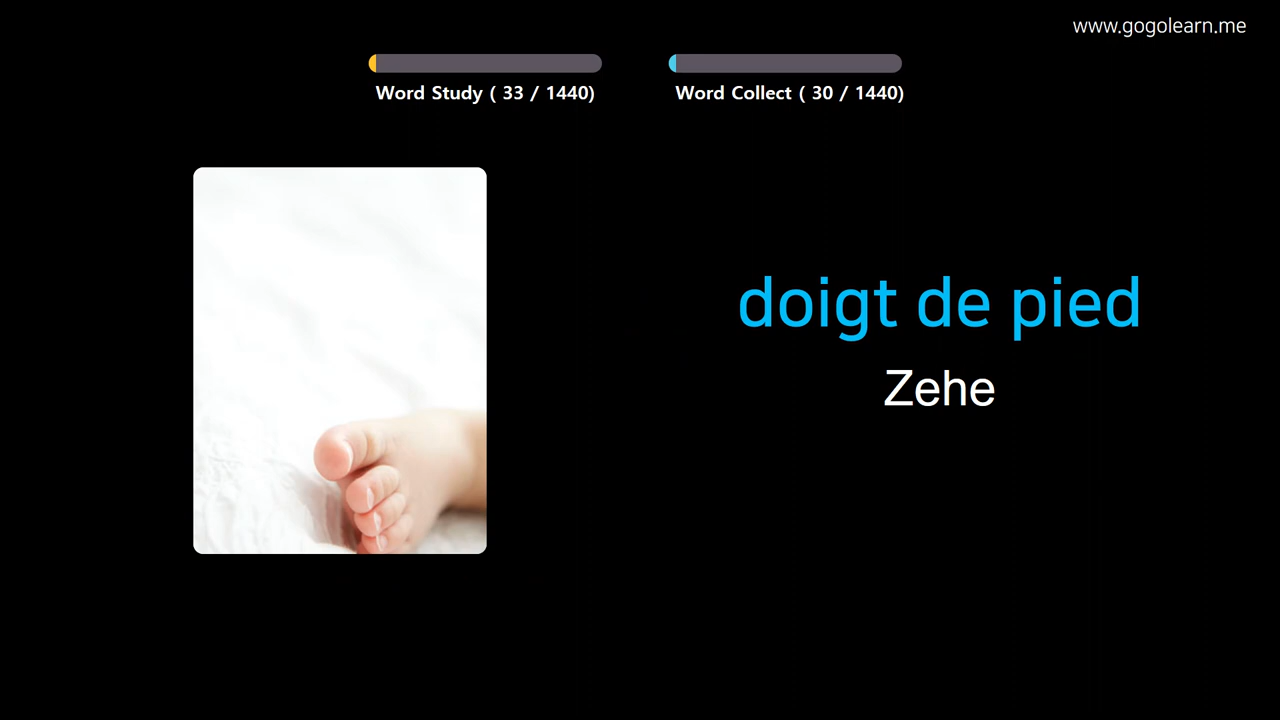 www.gogolearn.me
Word Study ( 33 / 1440)
Word Collect ( 30 / 1440)
doigt de pied
Zehe